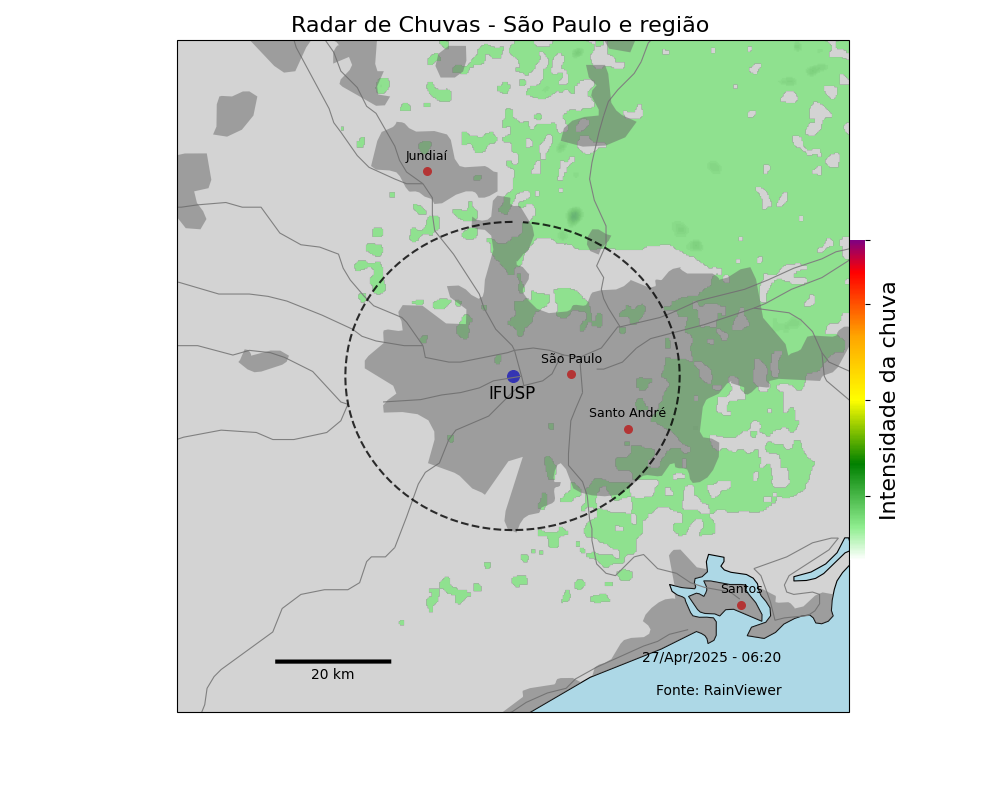 Radar de Chuvas - São Paulo e região
Jundiaí
São Paulo
IFUSP
Santo André
Intensidade da chuva
Santos
27/Apr/2025 - 06:20
20 km
Fonte: RainViewer